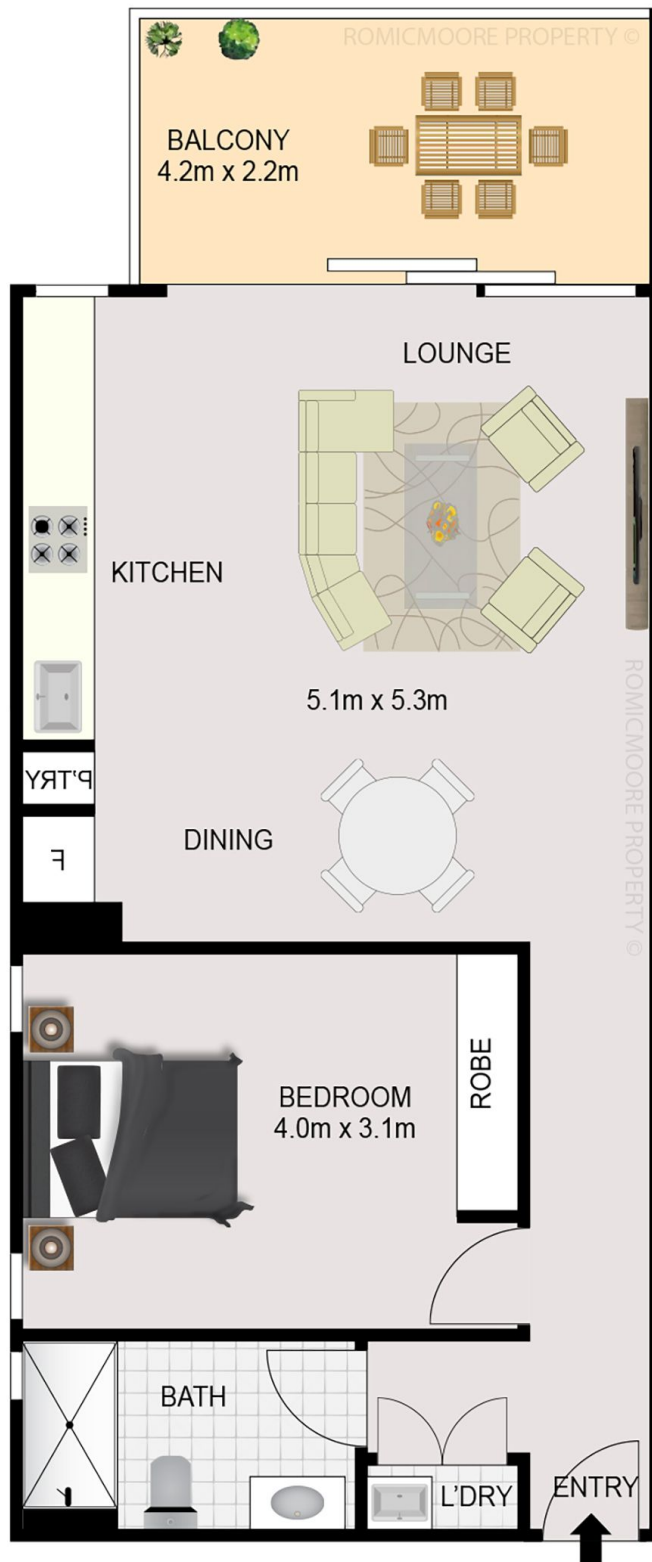 ROMICMOORE PROPERTY ©
BALCONY
4.2m x 2.2m
LOUNGE
KITCHEN
5.1m x 5.3m
ROMICMOORE PROPERTY ©
P'TRY
F
DINING
BEDROOM
4.0m x 3.1m
ROBE
BATH
L'DRY
ENTRY